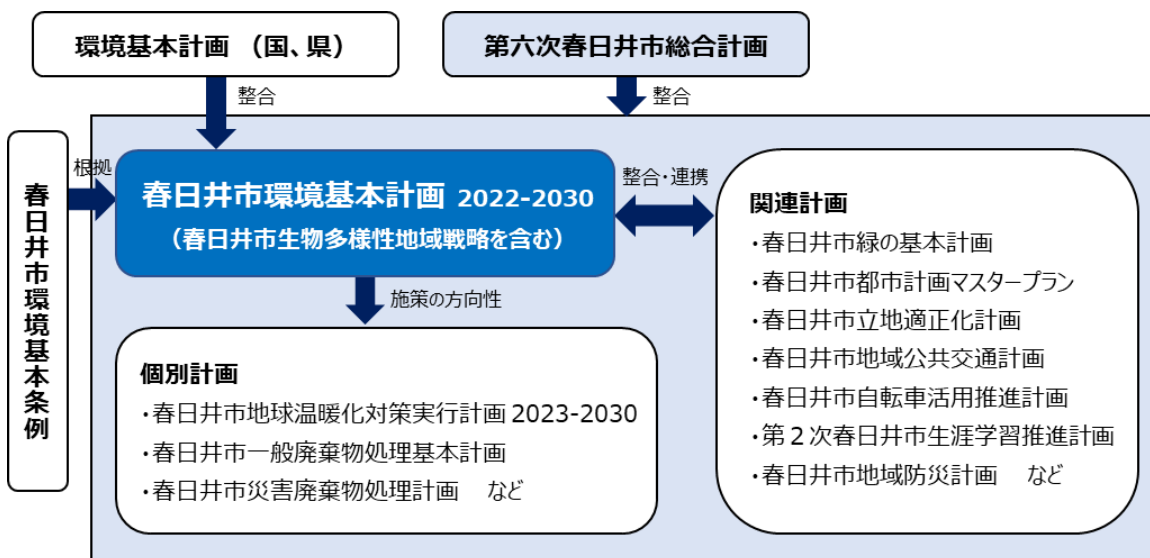 環境基本計画 （国、県）
第六次春日井市総合計画
整合
整合
春日井市環境基本条例
根拠
春日井市環境基本計画 2022-2030
（春日井市生物多様性地域戦略を含む）
整合・連携
施策の方向性
個別計画
・春日井市地球温暖化対策実行計画 2023-2030
・春日井市一般廃棄物処理基本計画
・春日井市災害廃棄物処理計画　など
関連計画
・春日井市緑の基本計画
・春日井市都市計画マスタープラン
・春日井市立地適正化計画
・春日井市地域公共交通計画
・春日井市自転車活用推進計画
・第２次春日井市生涯学習推進計画
・春日井市地域防災計画　など